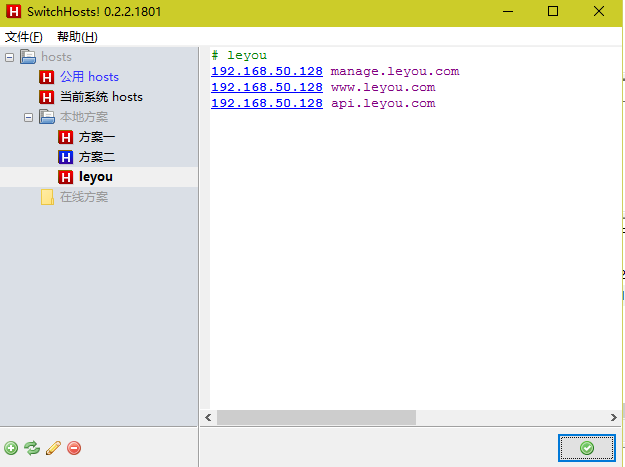 SwitchHosts! 0.2.2.1801
文件(F) 帮助(H)
hosts
公用 hosts
当前系统 hosts
本地方案
方案一
方案二
leyou
在线方案
# leyou
192.168.50.128 manage.leyou.com
192.168.50.128 www.leyou.com
192.168.50.128 api.leyou.com